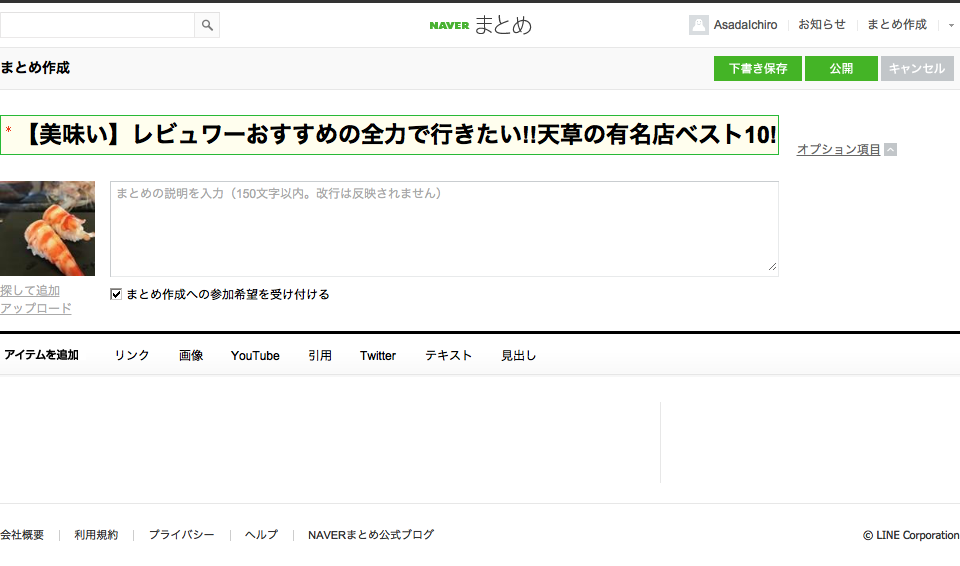 NAVER まとめ
AsadaIchiro お知らせ まとめ作成
まとめ作成
下書き保存 公開 キャンセル
* 【美味い】レビュワーおすすめの全力で行きたい!!天草の有名店ベスト10!
オプション項目
まとめの説明を入力（150文字以内。改行は反映されません）
探して追加
アップロード
まとめ作成への参加希望を受け付ける
アイテムを追加 リンク 画像 YouTube 引用 Twitter テキスト 見出し
会社概要 利用規約 プライバシー ヘルプ NAVERまとめ公式ブログ © LINE Corporation